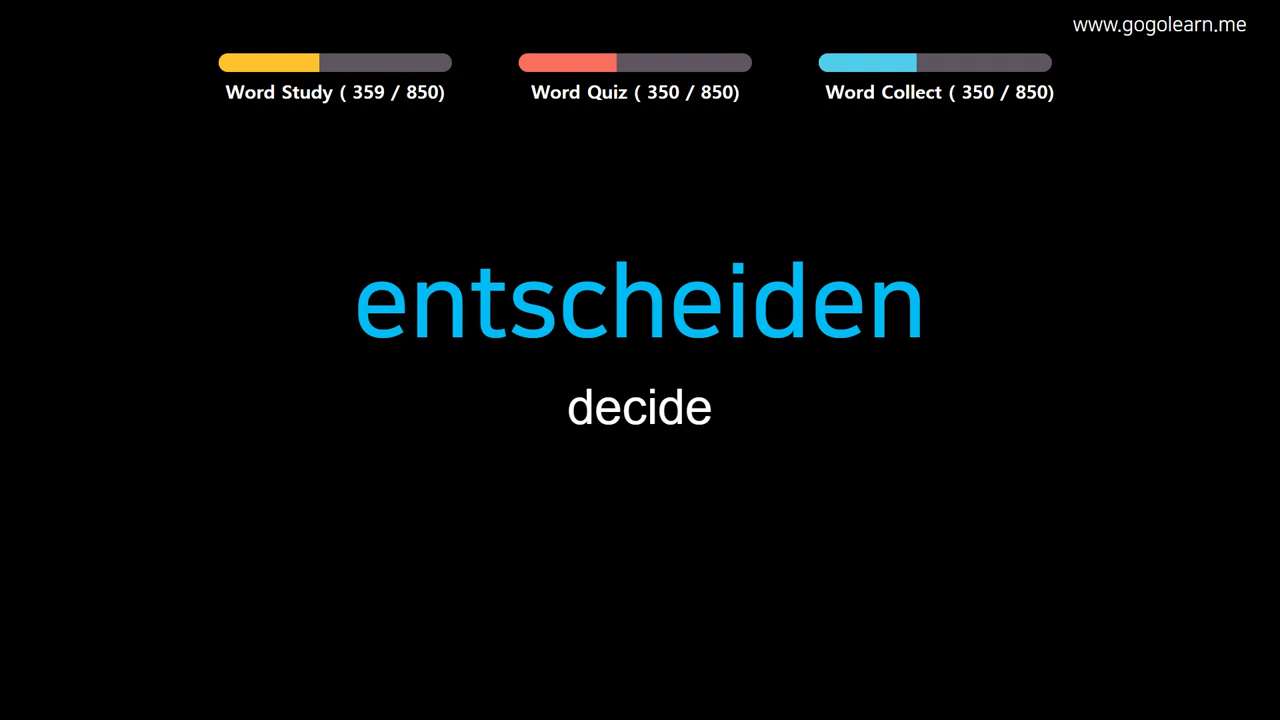 www.gogolearn.me
Word Study ( 359 / 850)
Word Quiz ( 350 / 850)
Word Collect ( 350 / 850)
entscheiden
decide